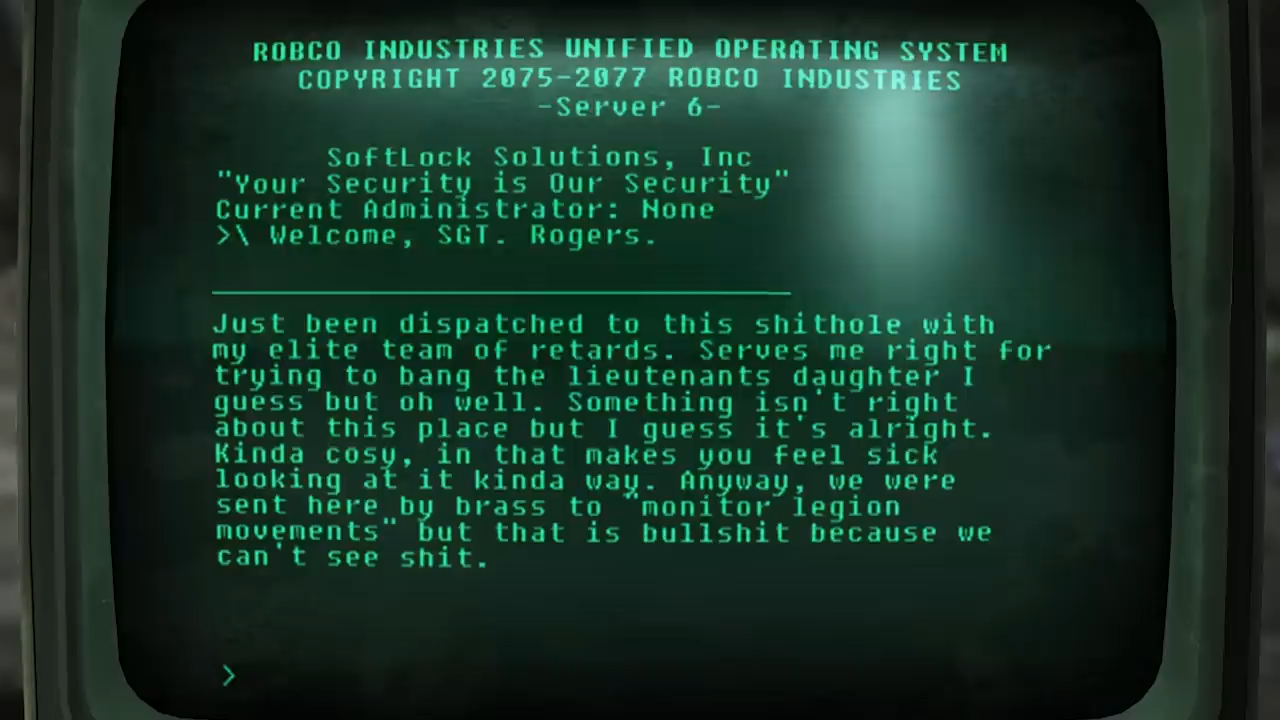 ROBCO INDUSTRIES UNIFIED OPERATING SYSTEM
COPYRIGHT 2075-2077 ROBCO INDUSTRIES
-Server 6-
SoftLock Solutions, Inc
"Your Security is Our Security"
Current Administrator: None
>\ Welcome, SGT. Rogers.
Just been dispatched to this shithole with
my elite team of retards. Serves me right for
trying to bang the lieutenants daughter I
guess but oh well. Something isn't right
about this place but I guess it's alright.
Kinda cosy, in that makes you feel sick
looking at it kinda way. Anyway, we were
sent here by brass to "monitor legion
movements" but that is bullshit because we
can't see shit.
>